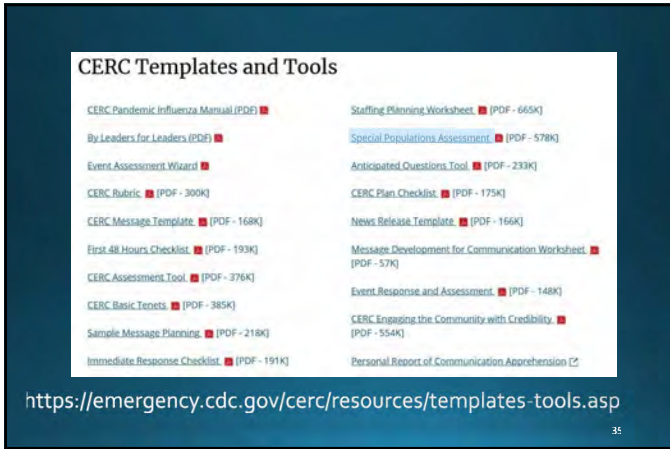 CERC Templates and Tools
CERC Pandemic Influenza Manual (PDF)
By Leaders for Leaders (PDF)
Event Assessment Wizard
CERC Rubric [PDF - 300K]
CERC Message Template [PDF - 168K]
First 48 Hours Checklist [PDF - 193K]
CERC Assessment Tool [PDF - 376K]
CERC Basic Tenets [PDF - 385K]
Sample Message Planning [PDF - 218K]
Immediate Response Checklist [PDF - 191K]
Staffing Planning Worksheet [PDF - 665K]
Special Populations Assessment [PDF - 578K]
Anticipated Questions Tool [PDF - 233K]
CERC Plan Checklist [PDF - 175K]
News Release Template [PDF - 166K]
Message Development for Communication Worksheet
[PDF - 57K]
Event Response and Assessment [PDF - 148K]
CERC Engaging the Community with Credibility
[PDF - 554K]
Personal Report of Communication Apprehension
https://emergency.cdc.gov/cerc/resources/templates-tools.asp
35